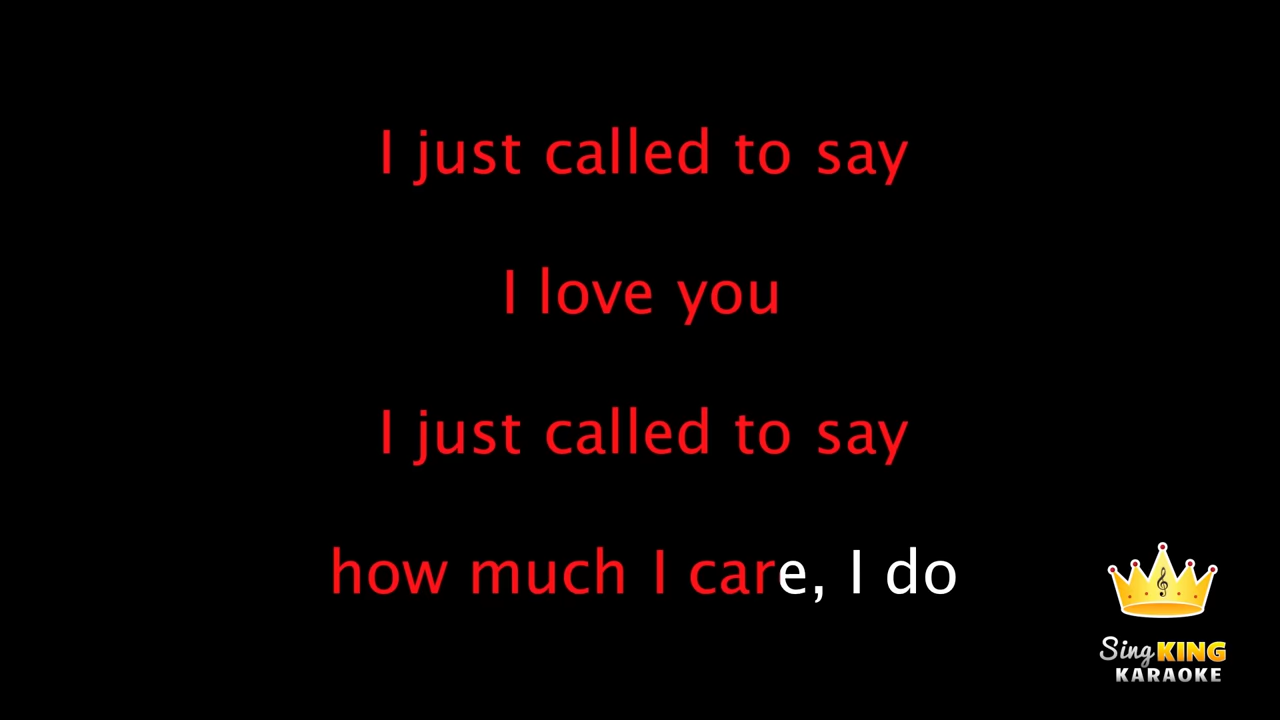 I just called to say
I love you
I just called to say
how much I care, I do
Sing KING
KARAOKE